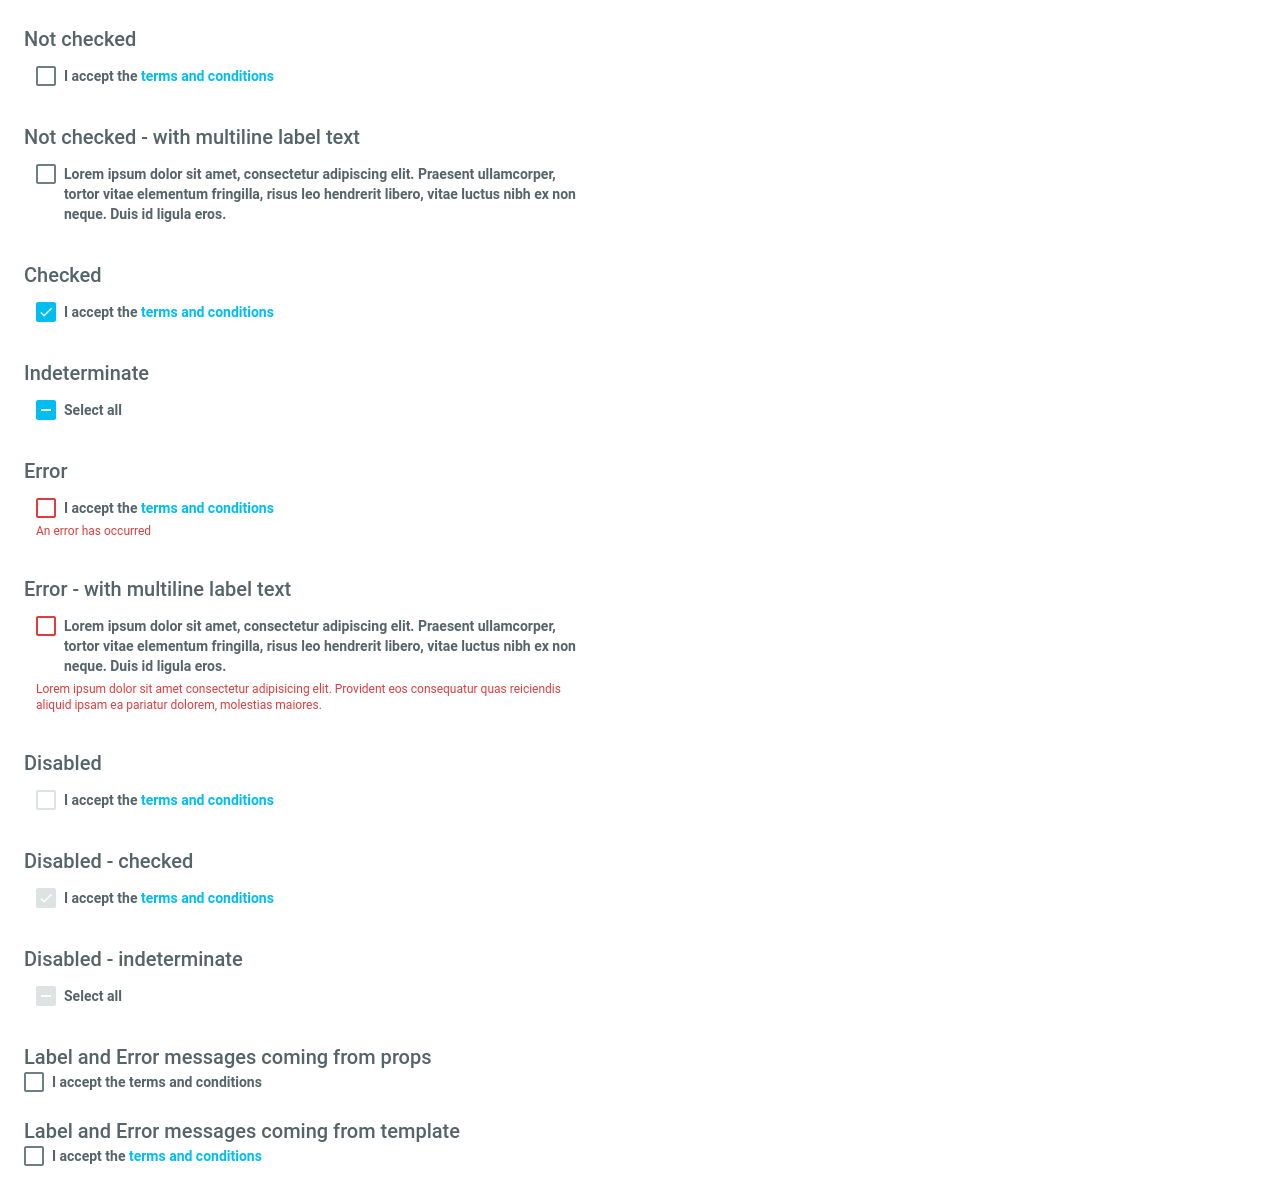 Not checked
I accept the terms and conditions
Not checked - with multiline label text
Lorem ipsum dolor sit amet, consectetur adipiscing elit. Praesent ullamcorper,
tortor vitae elementum fringilla, risus leo hendrerit libero, vitae luctus nibh ex non
neque. Duis id ligula eros.
Checked
I accept the terms and conditions
Indeterminate
Select all
Error
I accept the terms and conditions
An error has occurred
Error - with multiline label text
Lorem ipsum dolor sit amet, consectetur adipiscing elit. Praesent ullamcorper,
tortor vitae elementum fringilla, risus leo hendrerit libero, vitae luctus nibh ex non
neque. Duis id ligula eros.
Lorem ipsum dolor sit amet consectetur adipisicing elit. Provident eos consequatur quas reiciendis
aliquid ipsam ea pariatur dolorem, molestias maiores.
Disabled
I accept the terms and conditions
Disabled - checked
I accept the terms and conditions
Disabled - indeterminate
Select all
Label and Error messages coming from props
I accept the terms and conditions
Label and Error messages coming from template
I accept the terms and conditions